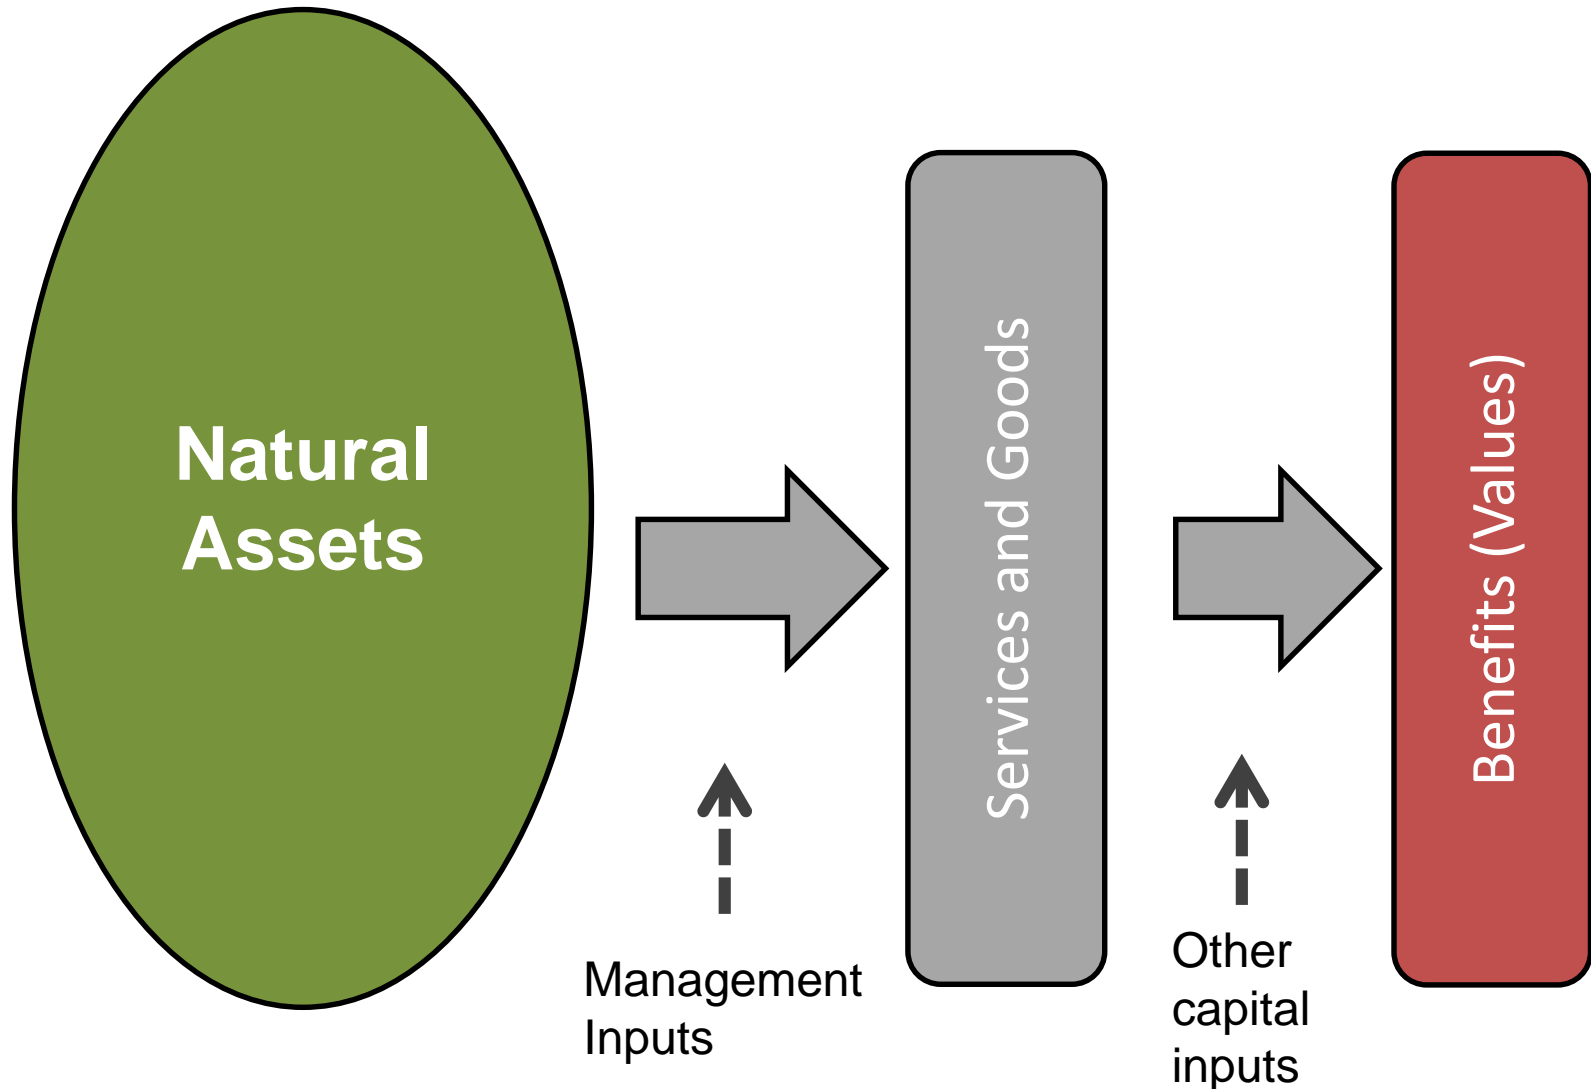 Natural
Assets
Management
Inputs
Services and Goods
Other
capital
inputs
Benefits (Values)